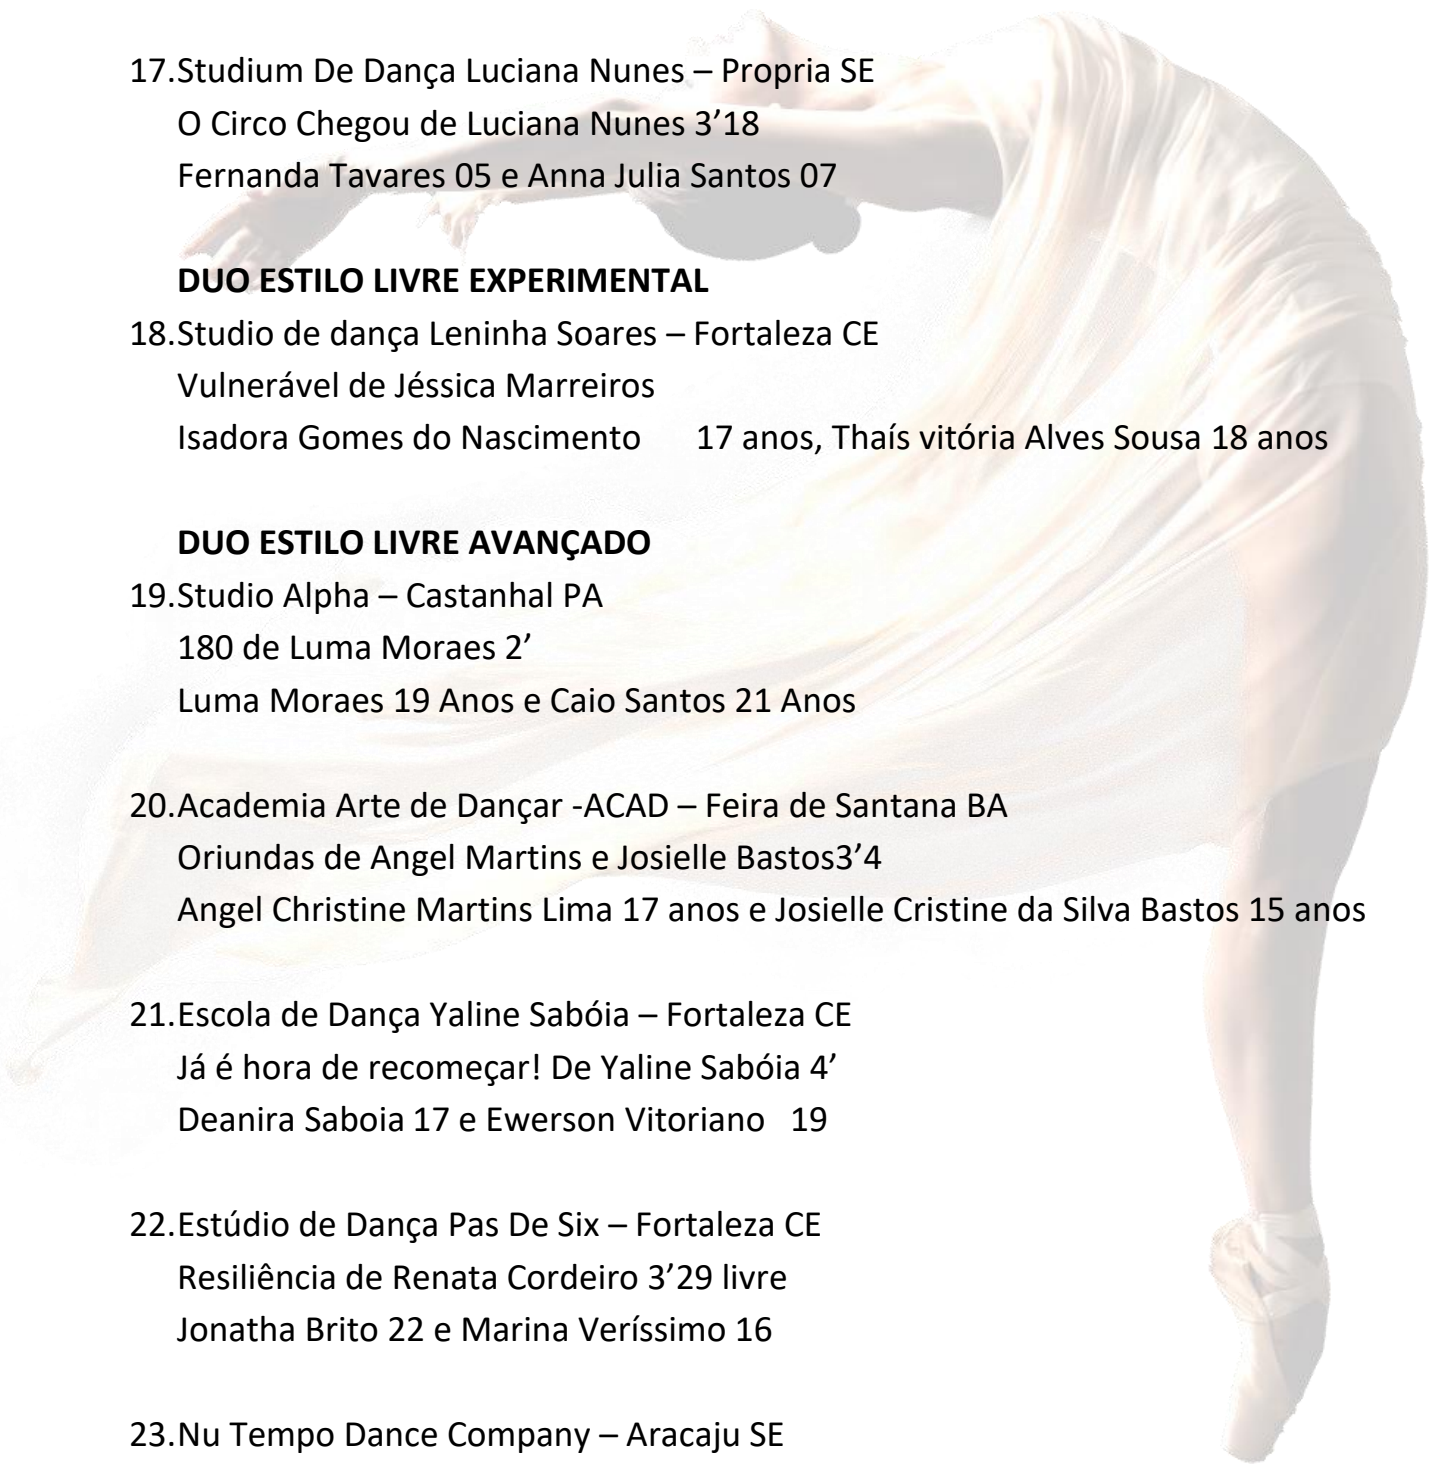 17.Studium De Dança Luciana Nunes – Propria SE
O Circo Chegou de Luciana Nunes 3’18
Fernanda Tavares 05 e Anna Julia Santos 07
DUO ESTILO LIVRE EXPERIMENTAL
18.Studio de dança Leninha Soares – Fortaleza CE
Vulnerável de Jéssica Marreiros
Isadora Gomes do Nascimento 17 anos, Thaís vitória Alves Sousa 18 anos
DUO ESTILO LIVRE AVANÇADO
19.Studio Alpha – Castanhal PA
180 de Luma Moraes 2’
Luma Moraes 19 Anos e Caio Santos 21 Anos
20.Academia Arte de Dançar -ACAD – Feira de Santana BA
Oriundas de Angel Martins e Josielle Bastos3’4
Angel Christine Martins Lima 17 anos e Josielle Cristine da Silva Bastos 15 anos
21.Escola de Dança Yaline Sabóia – Fortaleza CE
Já é hora de recomeçar! De Yaline Sabóia 4’
Deanira Saboia 17 e Ewerson Vitoriano 19
22.Estúdio de Dança Pas De Six – Fortaleza CE
Resiliência de Renata Cordeiro 3’29 livre
Jonatha Brito 22 e Marina Veríssimo 16
23.Nu Tempo Dance Company – Aracaju SE